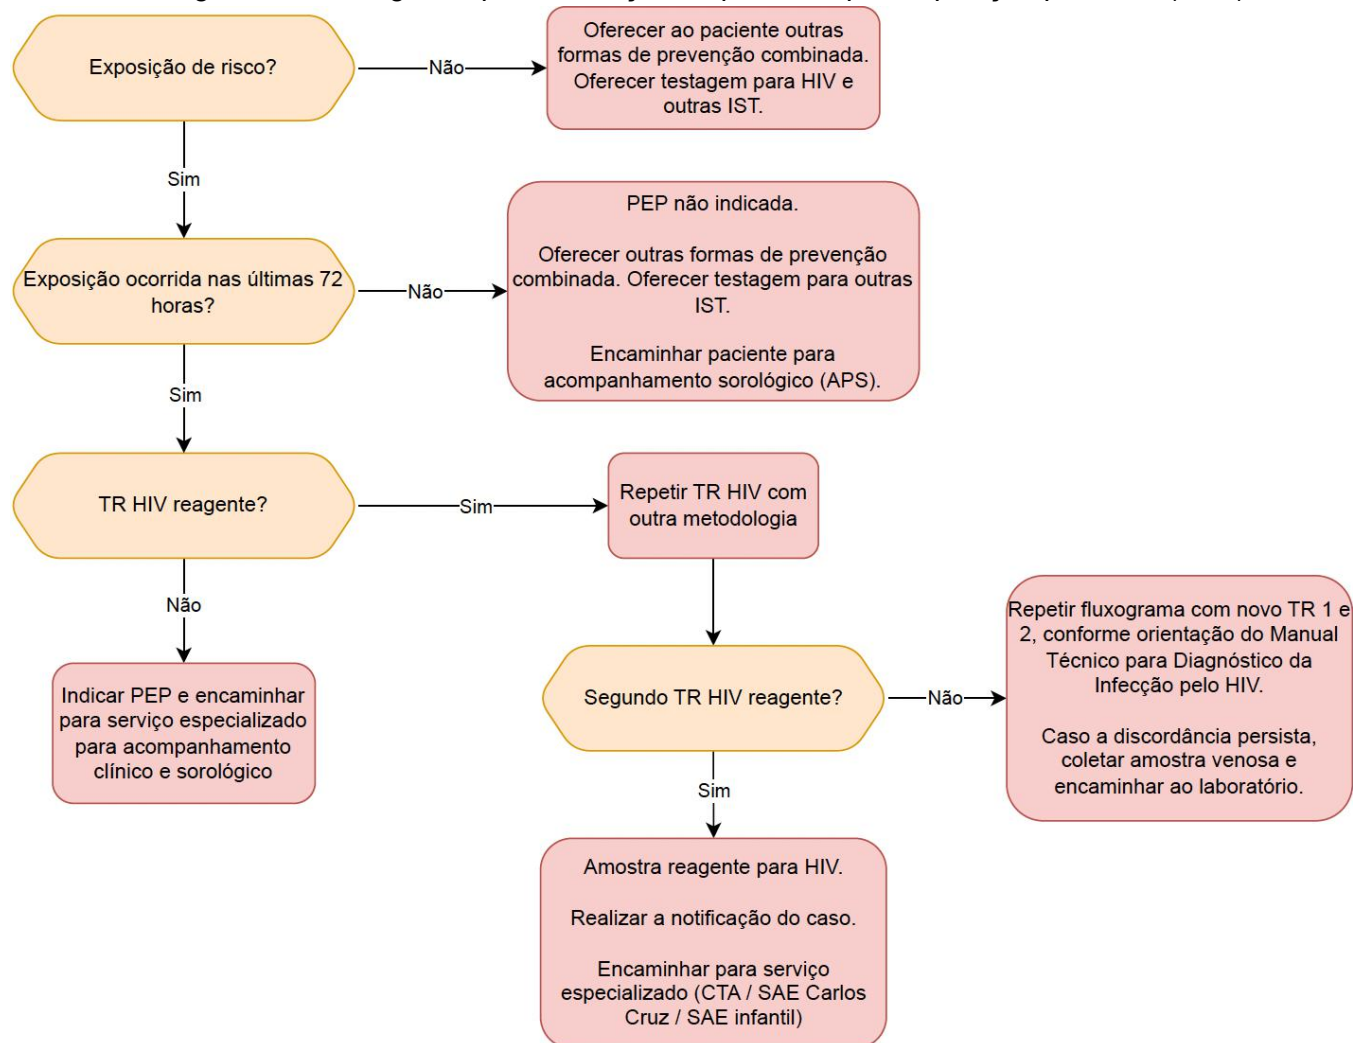 Exposição de risco?
Não
Oferecer ao paciente outras
formas de prevenção combinada.
Oferecer testagem para HIV e
outras IST.
Sim
Exposição ocorrida nas últimas 72
horas?
Não
PEP não indicada.
Oferecer outras formas de prevenção
combinada. Oferecer testagem para outras
IST.
Encaminhar paciente para
acompanhamento sorológico (APS).
Sim
TR HIV reagente?
Sim
Repetir TR HIV com
outra metodologia
Não
Indicar PEP e encaminhar
para serviço especializado
para acompanhamento
clínico e sorológico
Segundo TR HIV reagente?
Não
Repetir fluxograma com novo TR 1 e
2, conforme orientação do Manual
Técnico para Diagnóstico da
Infecção pelo HIV.
Caso a discordância persista,
coletar amostra venosa e
encaminhar ao laboratório.
Sim
Amostra reagente para HIV.
Realizar a notificação do caso.
Encaminhar para serviço
especializado (CTA / SAE Carlos
Cruz / SAE infantil)